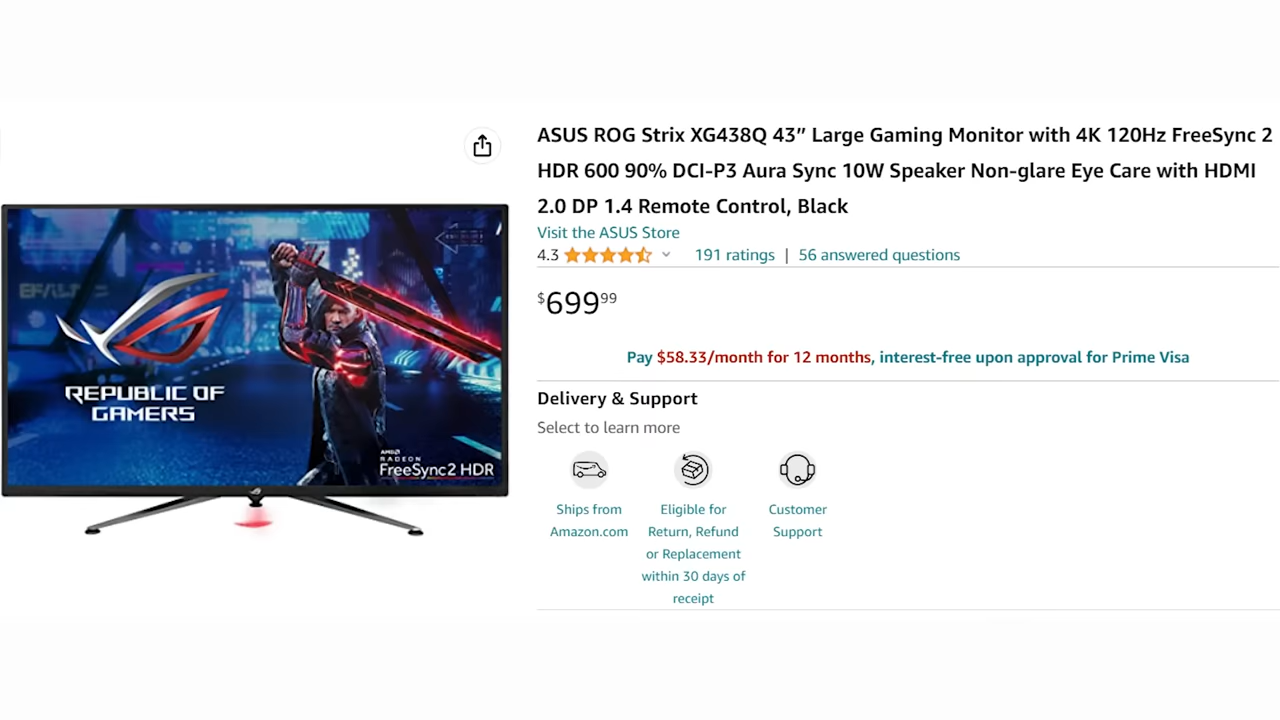 ASUS ROG Strix XG438Q 43” Large Gaming Monitor with 4K 120Hz FreeSync 2
HDR 600 90% DCI-P3 Aura Sync 10W Speaker Non-glare Eye Care with HDMI
2.0 DP 1.4 Remote Control, Black
Visit the ASUS Store
4.3
191 ratings | 56 answered questions
$69999
Pay $58.33/month for 12 months, interest-free upon approval for Prime Visa
Delivery & Support
Select to learn more
Ships from
Amazon.com
Eligible for
Return, Refund
or Replacement
within 30 days of
receipt
Customer
Support
REPUBLIC OF
GAMERS
AMD
RADEON
FreeSync2 HDR